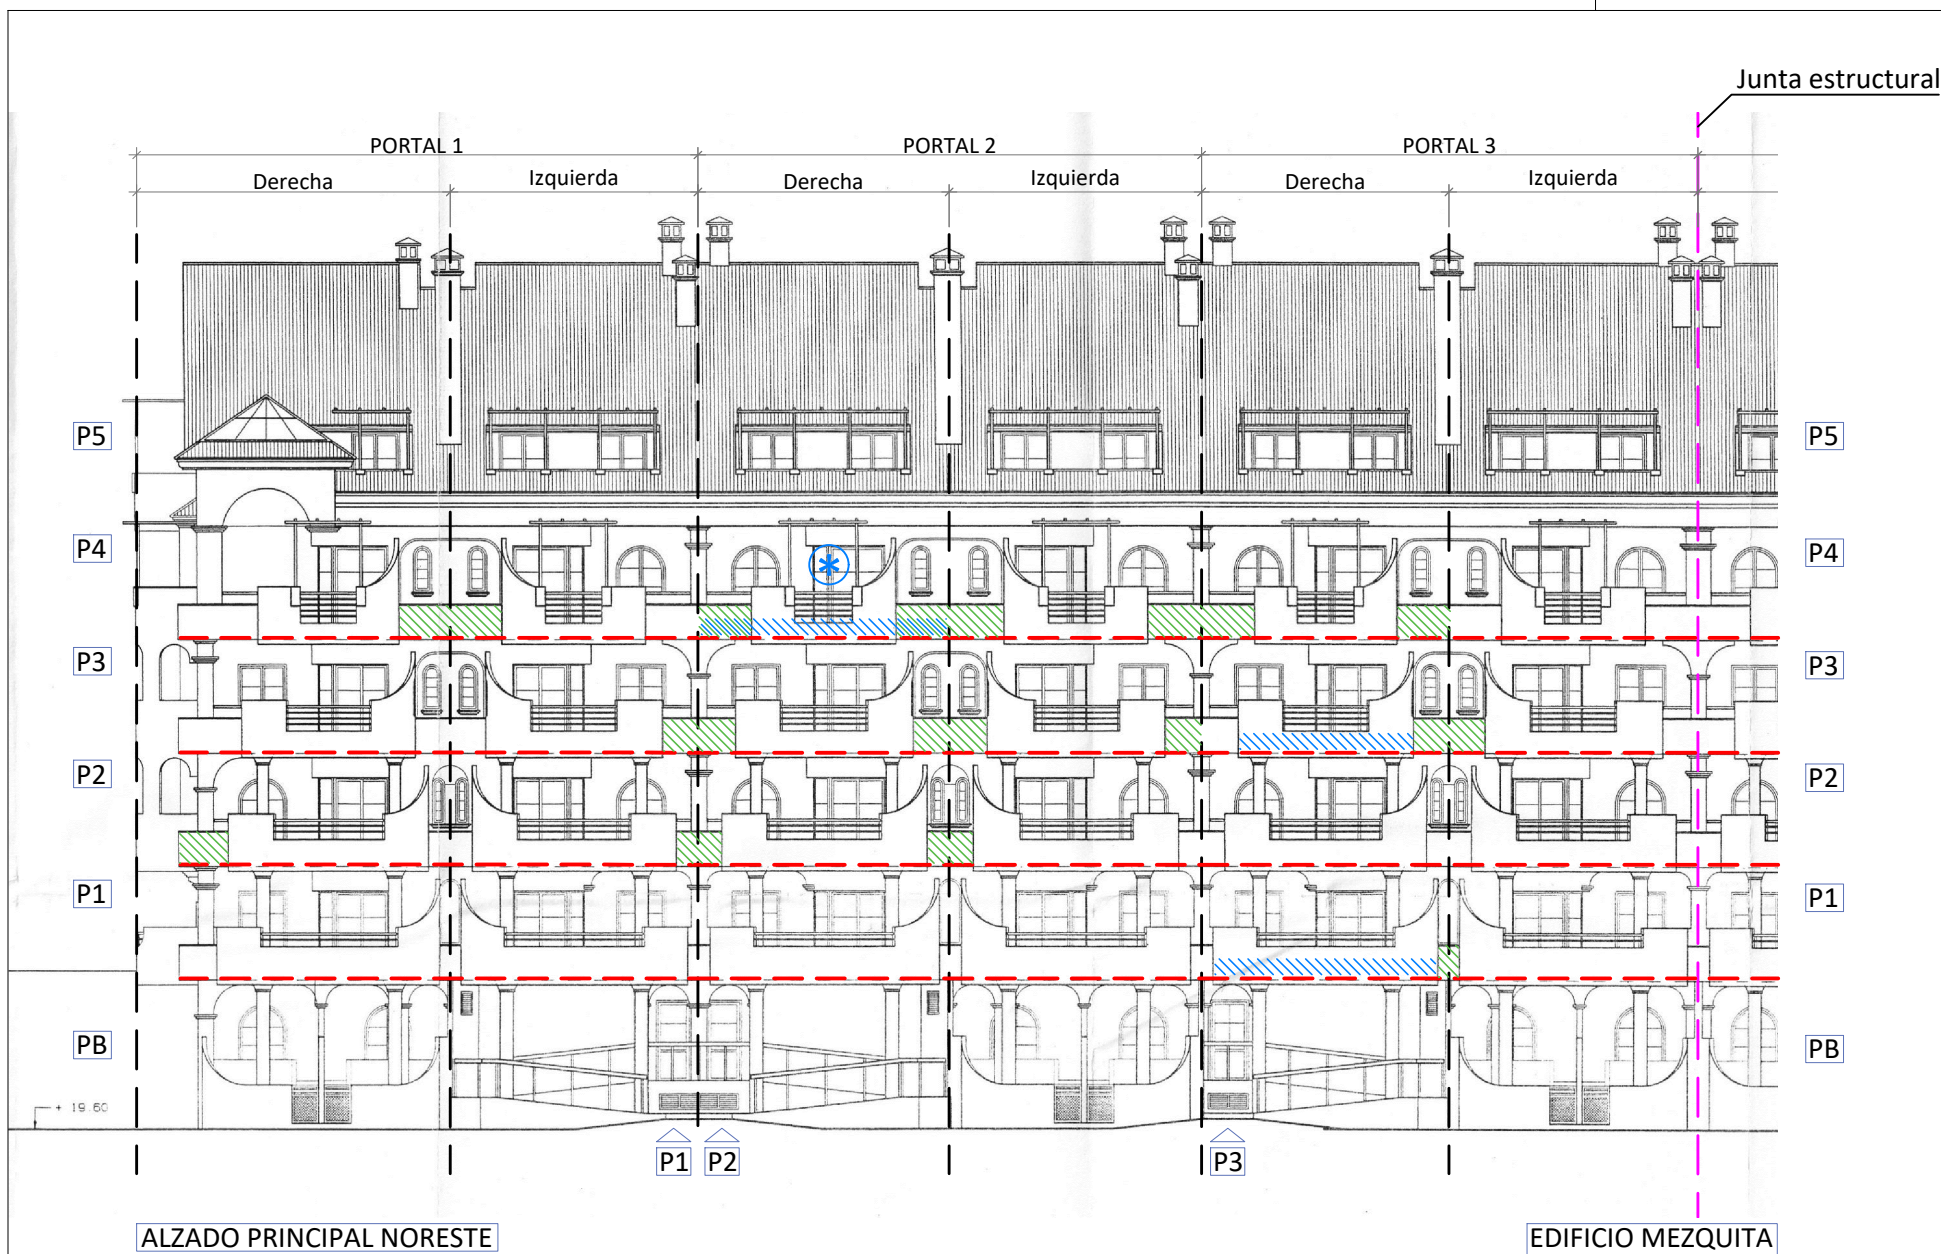 Junta estructural
PORTAL 1 PORTAL 2 PORTAL 3
Derecha Izquierda Derecha Izquierda Derecha Izquierda
P5 P5
P4 P4
P3 P3
P2 P2
P1 P1
PB PB
+ 19.60
P1 P2 P3
ALZADO PRINCIPAL NORESTE EDIFICIO MEZQUITA